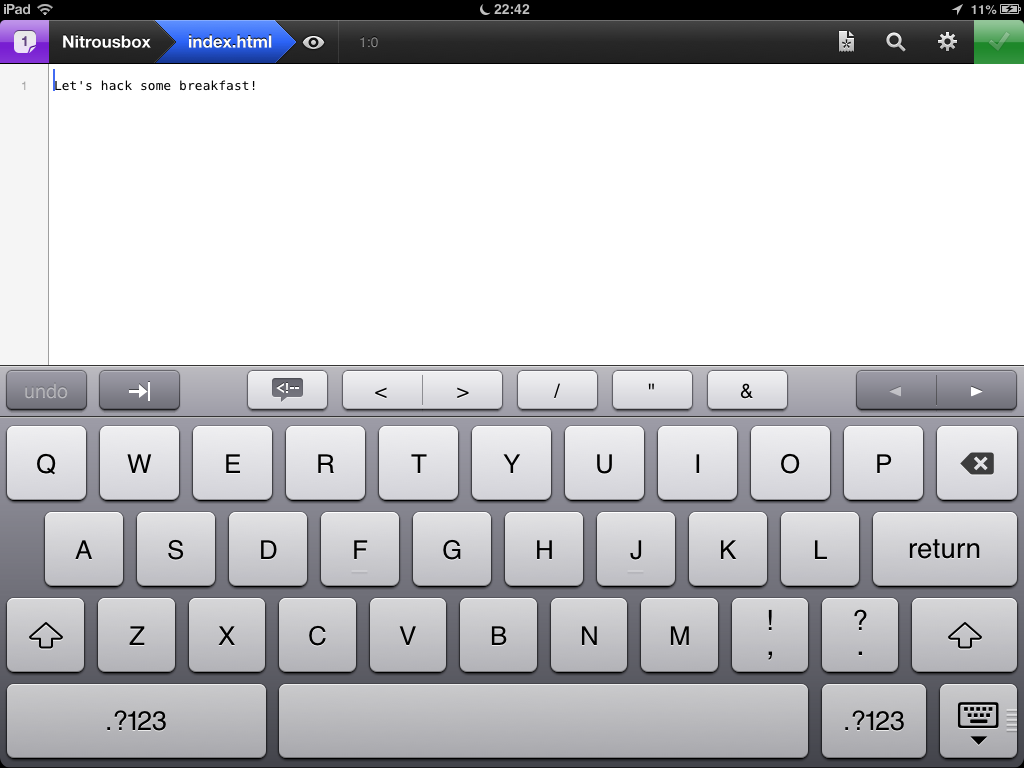 iPad 22:42 11%
1 Nitrousbox index.html 1:0
1 Let's hack some breakfast!
undo <!-- < > / " &
Q W E R T Y U I O P
A S D F G H J K L return
Z X C V B N M ! , ? .
.?123 .?123